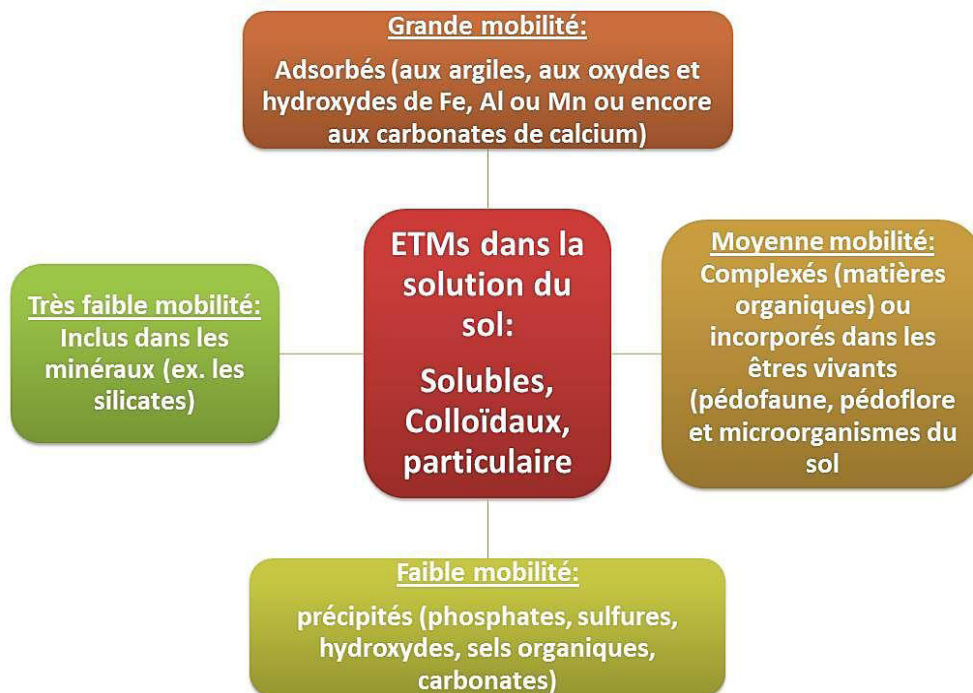 Grande mobilité:
Adsorbés (aux argiles, aux oxydes et
hydroxydes de Fe, Al ou Mn ou encore
aux carbonates de calcium)
Très faible mobilité:
Inclus dans les
minéraux (ex. les
silicates)
ETMs dans la
solution du
sol:
Solubles,
Colloïdaux,
particulaire
Moyenne mobilité:
Complexés (matières
organiques) ou
incorporés dans les
êtres vivants
(pédofaune, pédoflore
et microorganismes du
sol
Faible mobilité:
précipités (phosphates, sulfures,
hydroxydes, sels organiques,
carbonates)